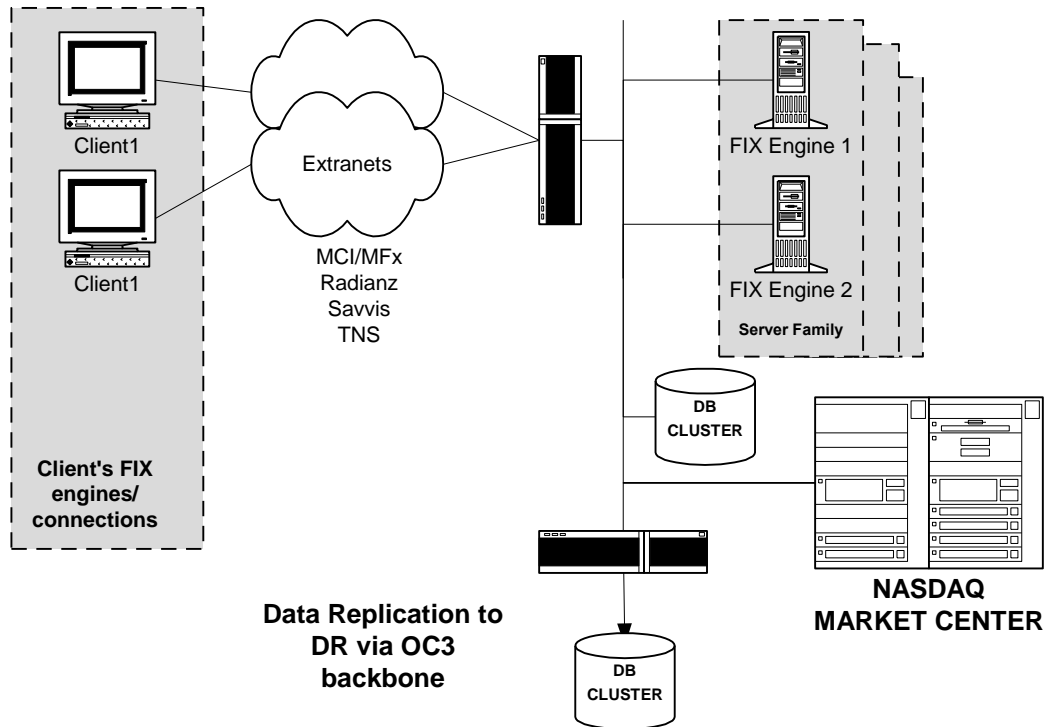 Client1
Client1
Client's FIX
engines/
connections
Extranets
MCI/MFx
Radianz
Savvis
TNS
FIX Engine 1
FIX Engine 2
Server Family
DB
CLUSTER
NASDAQ
MARKET CENTER
Data Replication to
DR via OC3
backbone
DB
CLUSTER